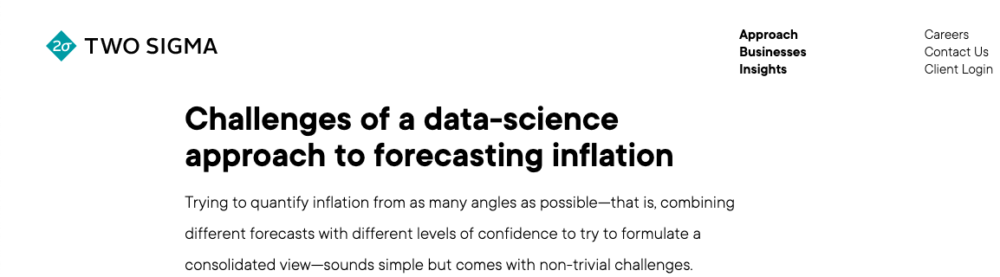 2σ TWO SIGMA
Approach
Businesses
Insights
Careers
Contact Us
Client Login
Challenges of a data-science
approach to forecasting inflation
Trying to quantify inflation from as many angles as possible—that is, combining
different forecasts with different levels of confidence to try to formulate a
consolidated view—sounds simple but comes with non-trivial challenges.